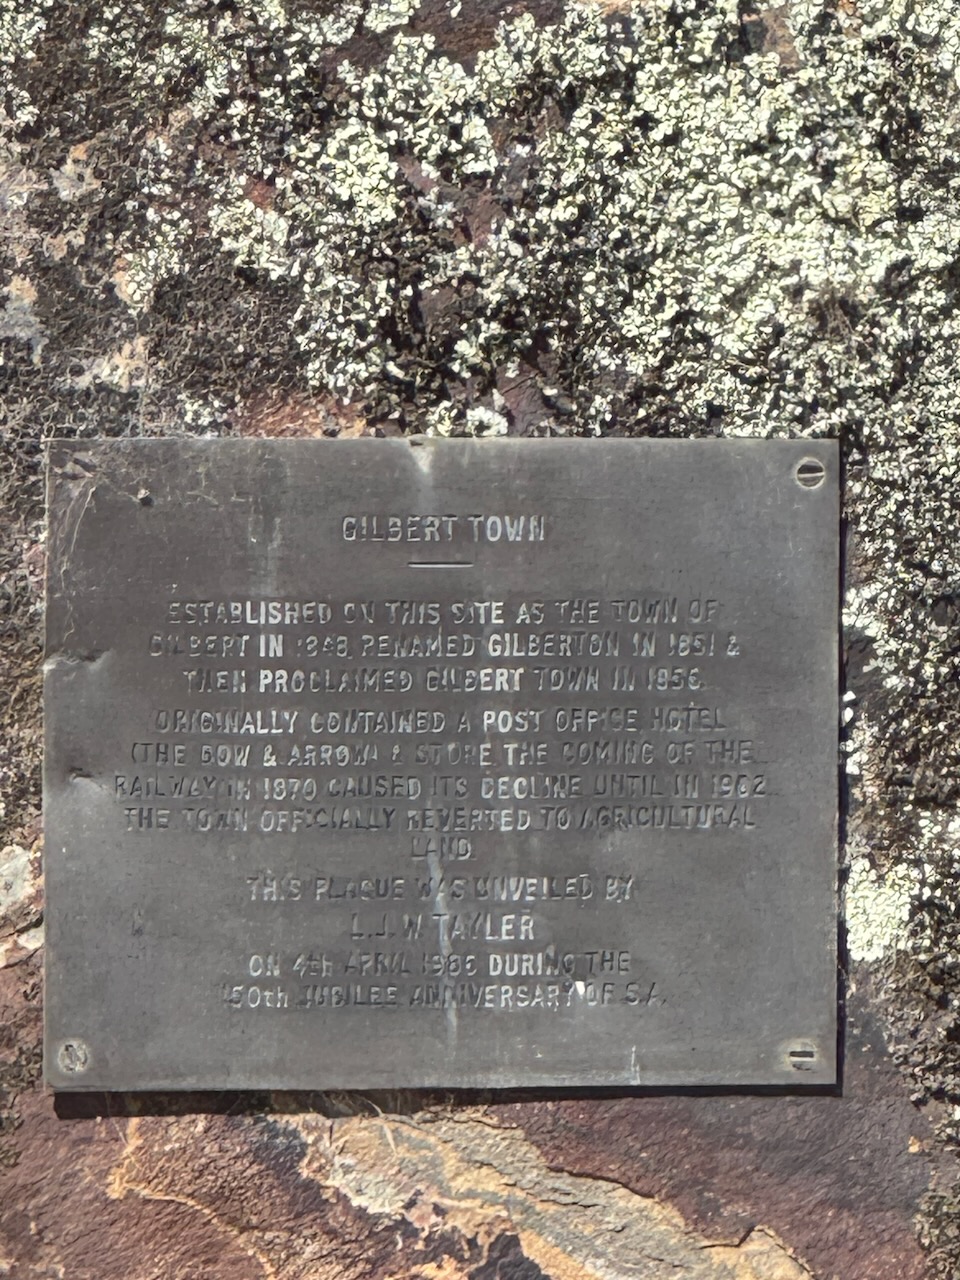 GILBERT TOWN
ESTABLISHED ON THIS SITE AS THE TOWN OF
GILBERT IN 1848, RENAMED GILBERTON IN 1851 &
THEN PROCLAIMED GILBERT TOWN IN 1856.
ORIGINALLY CONTAINED A POST OFFICE HOTEL
(THE BOW & ARROW) & STORE THE COMING OF THE
RAILWAY IN 1870 CAUSED ITS DECLINE UNTIL IN
THE TOWN OFFICIALLY REVERTED TO AGRICULTURAL
LAND.
THIS PLAQUE WAS UNVEILED BY
L.J.W TAYLER
ON 4th APRIL 1986 DURING THE
150th JUBILEE ANNIVERSARY OF S.A.